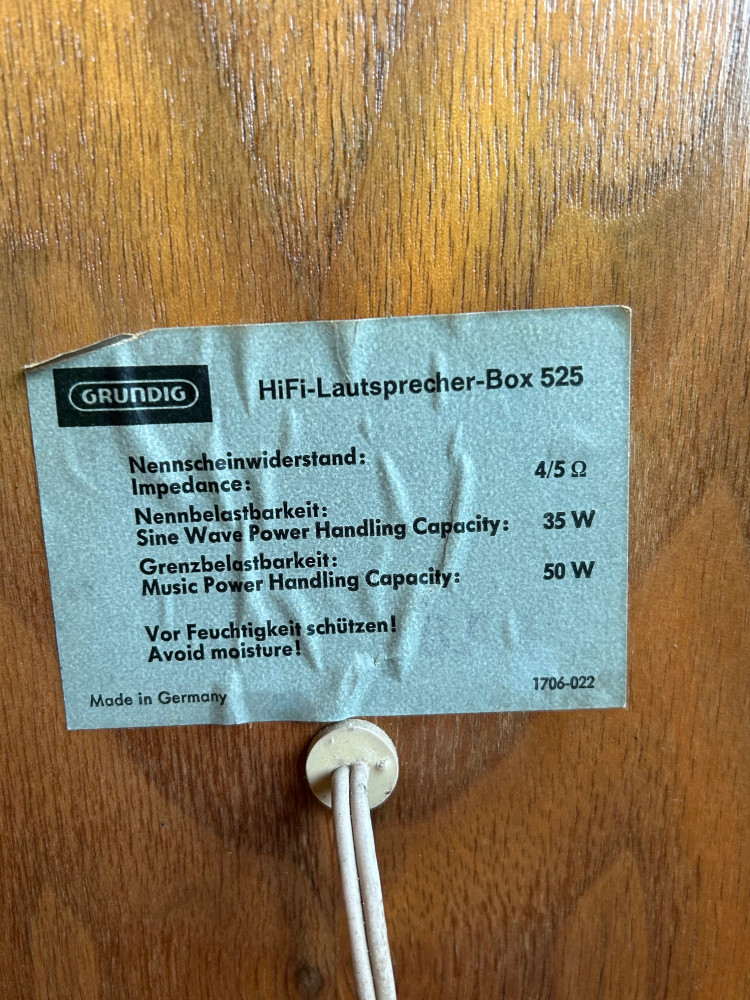 GRUNDIG
HiFi-Lautsprecher-Box 525
Nennscheinwiderstand:
Impedance: 4/5 Ω
Nennbelastbarkeit:
Sine Wave Power Handling Capacity: 35 W
Grenzbelastbarkeit:
Music Power Handling Capacity: 50 W
Vor Feuchtigkeit schützen!
Avoid moisture!
Made in Germany
1706-022